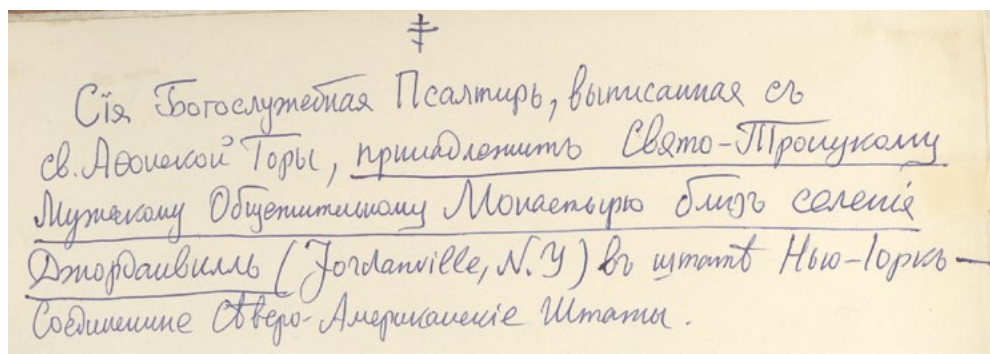 Сія Богослужебная Псалтирь, выписанная съ
св. Аѳонской Горы, принадлежитъ Свято-Троицкому
Мужскому Общежительному Монастырю близъ селенія
Джорданвилль (Jordanville, N.Y) въ штатѣ Нью-Іоркъ —
Соединенние Сѣверо-Американскіе Штаты.